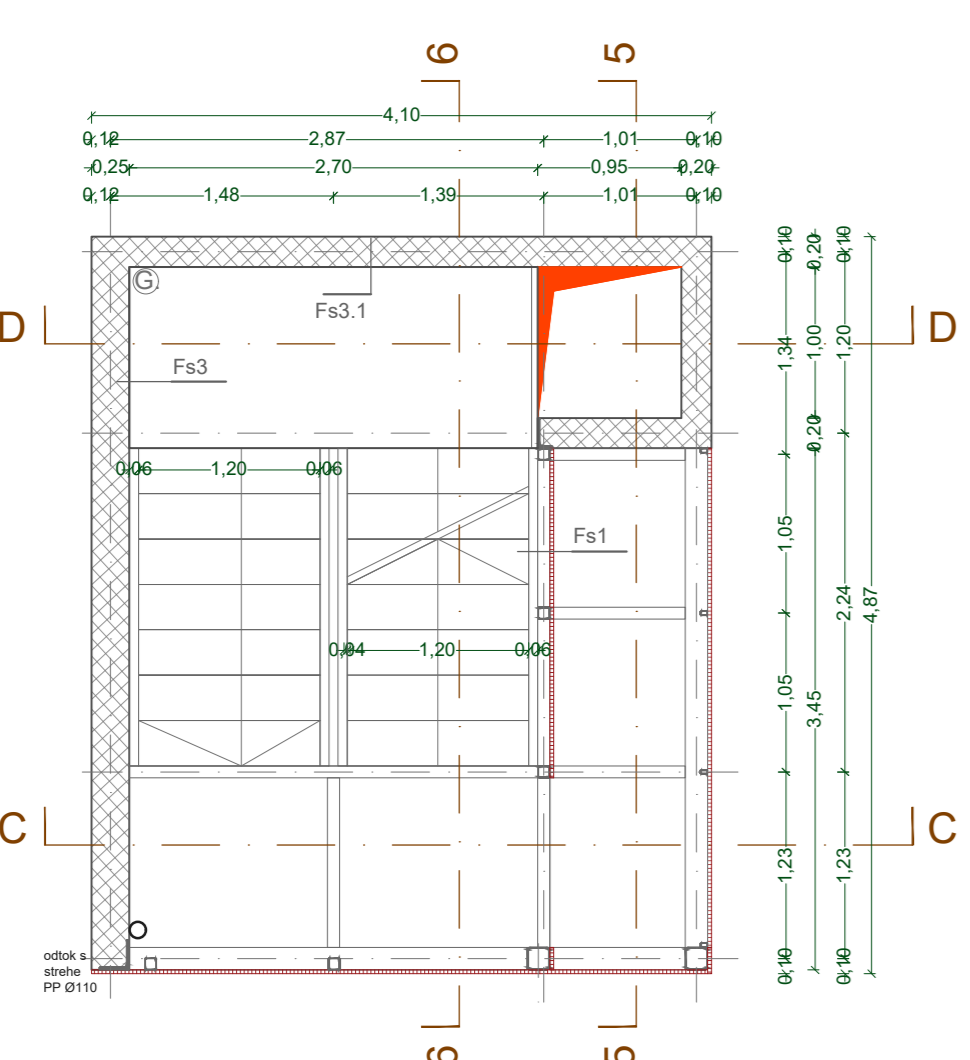 6 5
4,10
0,12 2,87 1,01 0,10
0,25 2,70 0,95 0,20
0,12 1,48 1,39 1,01 0,10
0,10 0,20 0,10
G.
Fs3.1
D D
1,34 1,00 1,20
Fs3
0,20
0,06 1,20 0,06
Fs1
1,05
2,24 4,87
0,04 1,20 0,06
1,05 3,45
C C
1,23 1,23
odtok s
strehe
PP Ø110
0,10 0,10
6 5